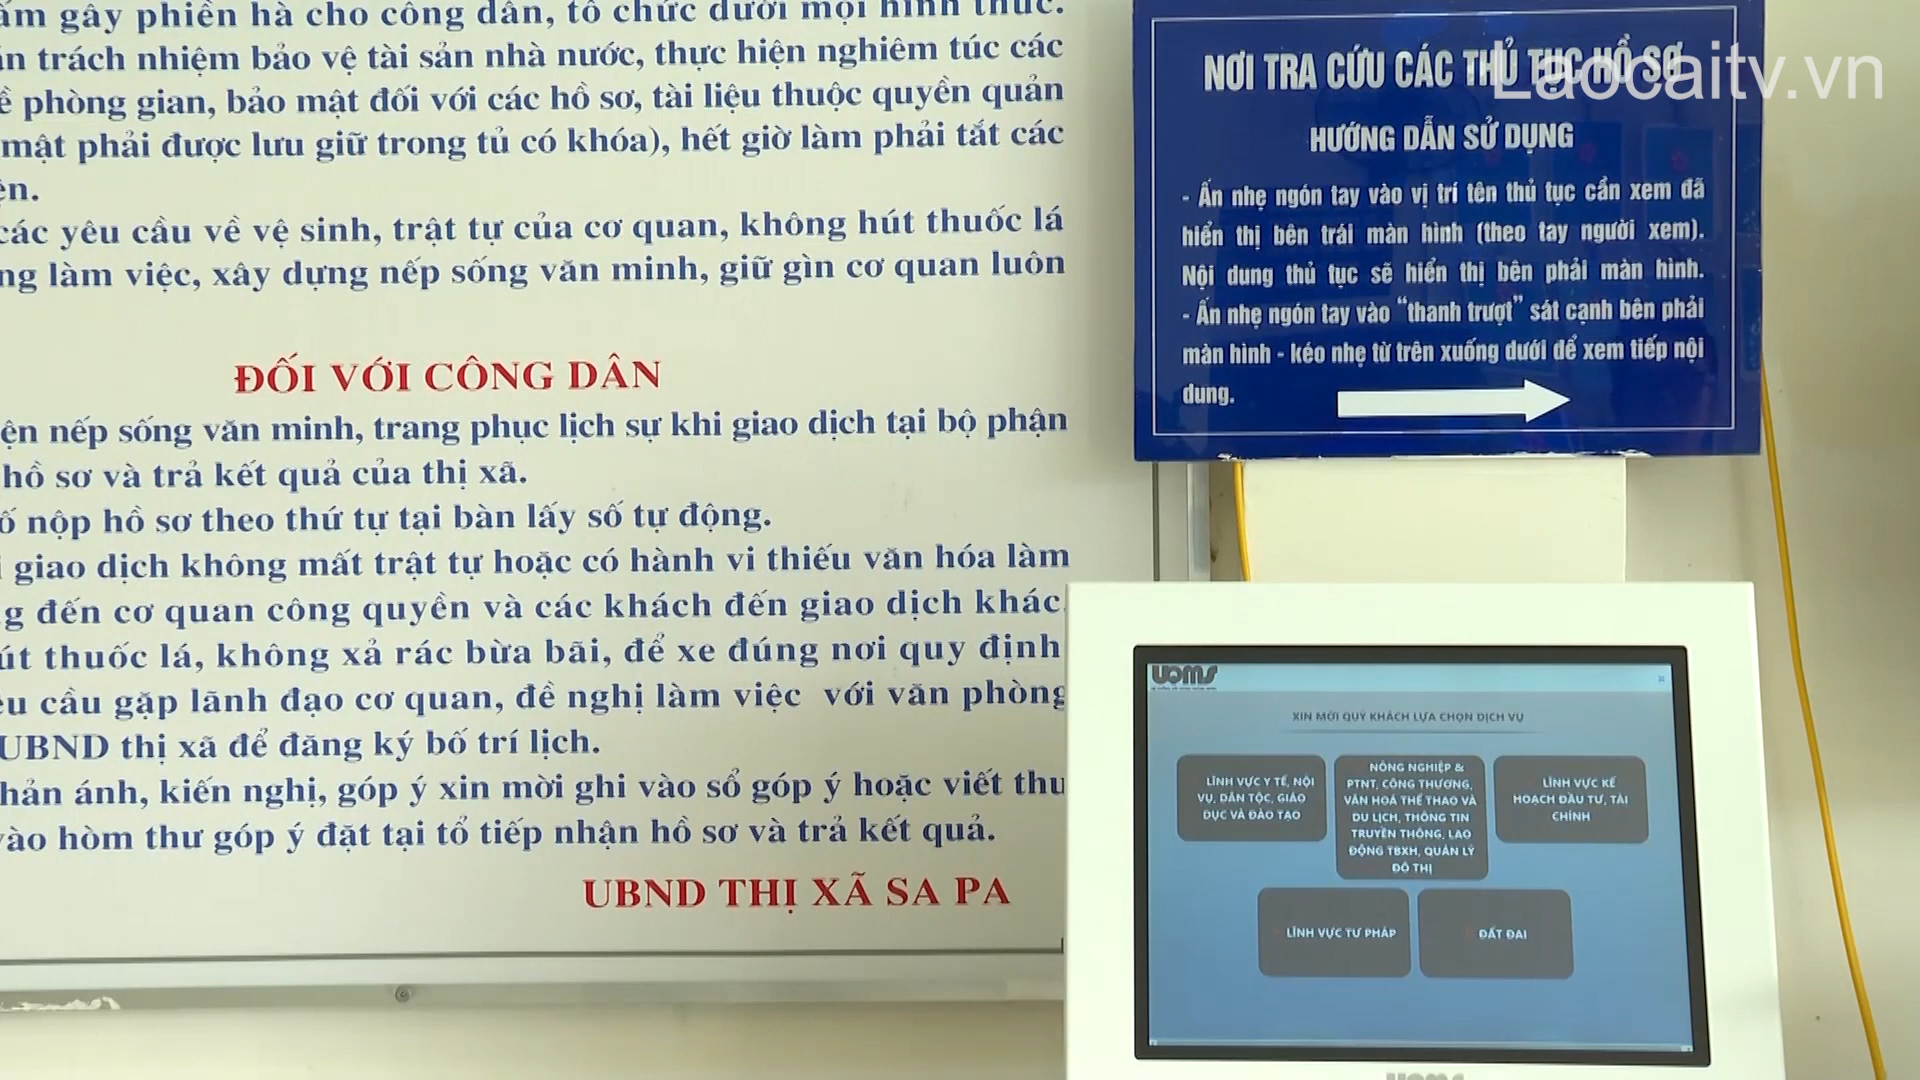 ấm gây phiền hà cho công dân, tổ chức dưới mọi hình thức.
trách nhiệm bảo vệ tài sản nhà nước, thực hiện nghiêm túc các
phòng gian, bảo mật đối với các hồ sơ, tài liệu thuộc quyền quản
mật phải được lưu giữ trong tủ có khóa), hết giờ làm phải tắt các
ện.
các yêu cầu về vệ sinh, trật tự của cơ quan, không hút thuốc lá
ng làm việc, xây dựng nếp sống văn minh, giữ gìn cơ quan luôn
ĐỐI VỚI CÔNG DÂN
ện nếp sống văn minh, trang phục lịch sự khi giao dịch tại bộ phận
hồ sơ và trả kết quả của thị xã.
ố nộp hồ sơ theo thứ tự tại bàn lấy số tự động.
giao dịch không mất trật tự hoặc có hành vi thiếu văn hóa làm
g đến cơ quan công quyền và các khách đến giao dịch khác.
út thuốc lá, không xả rác bừa bãi, để xe đúng nơi quy định
u cầu gặp lãnh đạo cơ quan, đề nghị làm việc với văn phòng
UBND thị xã để đăng ký bố trí lịch.
hản ánh, kiến nghị, góp ý xin mời ghi vào sổ góp ý hoặc viết thư
vào hòm thư góp ý đặt tại tổ tiếp nhận hồ sơ và trả kết quả.
UBND THỊ XÃ SA PA
Laocaitv.vn
NƠI TRA CỨU CÁC THỦ TỤC HỒ SƠ
HƯỚNG DẪN SỬ DỤNG
- Ấn nhẹ ngón tay vào vị trí tên thủ tục cần xem đã
hiển thị bên trái màn hình (theo tay người xem).
Nội dung thủ tục sẽ hiển thị bên phải màn hình.
- Ấn nhẹ ngón tay vào “thanh trượt” sát cạnh bên phải
màn hình - kéo nhẹ từ trên xuống dưới để xem tiếp nội
dung.
UOMS
XIN MỜI QUÝ KHÁCH LỰA CHỌN DỊCH VỤ
LĨNH VỰC Y TẾ, NỘI
VỤ, DÂN TỘC, GIÁO
DỤC VÀ ĐÀO TẠO
NÔNG NGHIỆP &
PTNT, CÔNG THƯƠNG,
VĂN HOÁ THỂ THAO VÀ
DU LỊCH, THÔNG TIN
TRUYỀN THÔNG, LAO
ĐỘNG TBXH, QUẢN LÝ
ĐÔ THỊ
LĨNH VỰC KẾ
HOẠCH ĐẦU TƯ, TÀI
CHÍNH
LĨNH VỰC TƯ PHÁP
ĐẤT ĐAI
UOMS